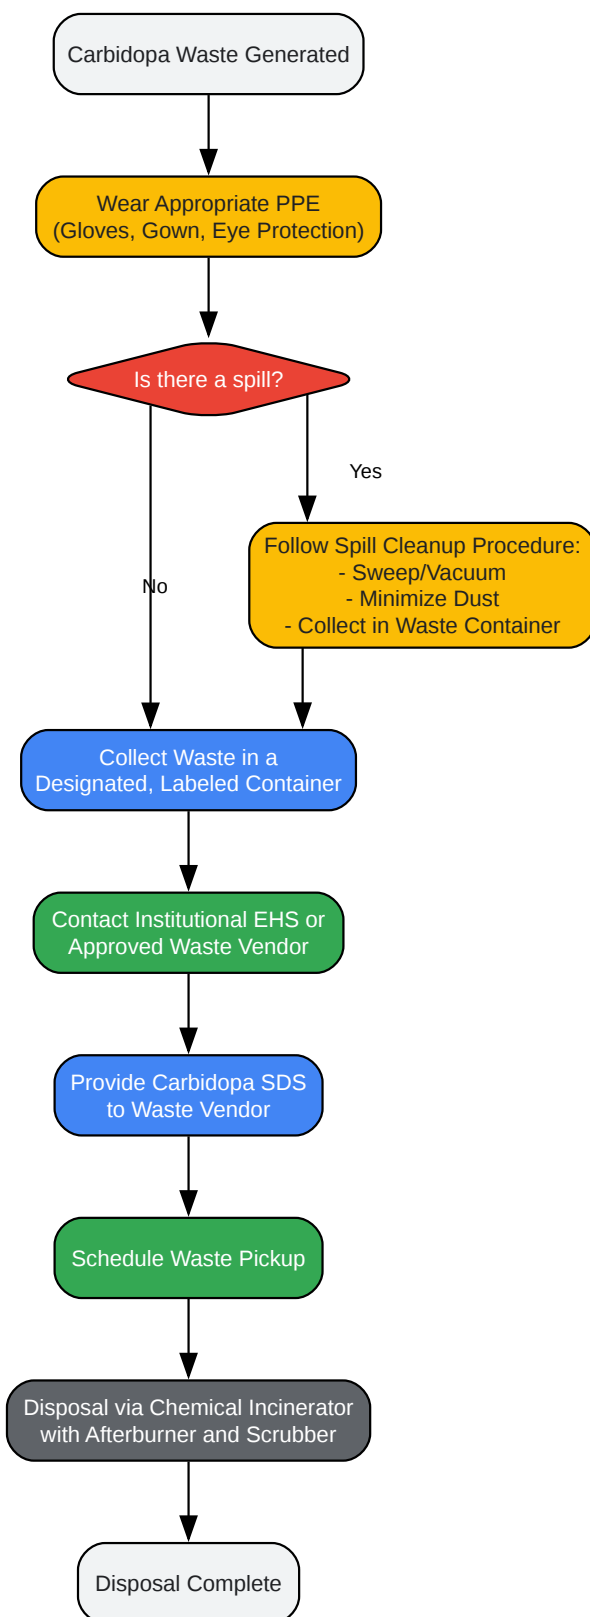 Carbidopa Waste Generated
Wear Appropriate PPE
(Gloves, Gown, Eye Protection)
Is there a spill?
Yes
Follow Spill Cleanup Procedure:
- Sweep/Vacuum
- Minimize Dust
- Collect in Waste Container
No
Collect Waste in a
Designated, Labeled Container
Contact Institutional EHS or
Approved Waste Vendor
Provide Carbidopa SDS
to Waste Vendor
Schedule Waste Pickup
Disposal via Chemical Incinerator
with Afterburner and Scrubber
Disposal Complete